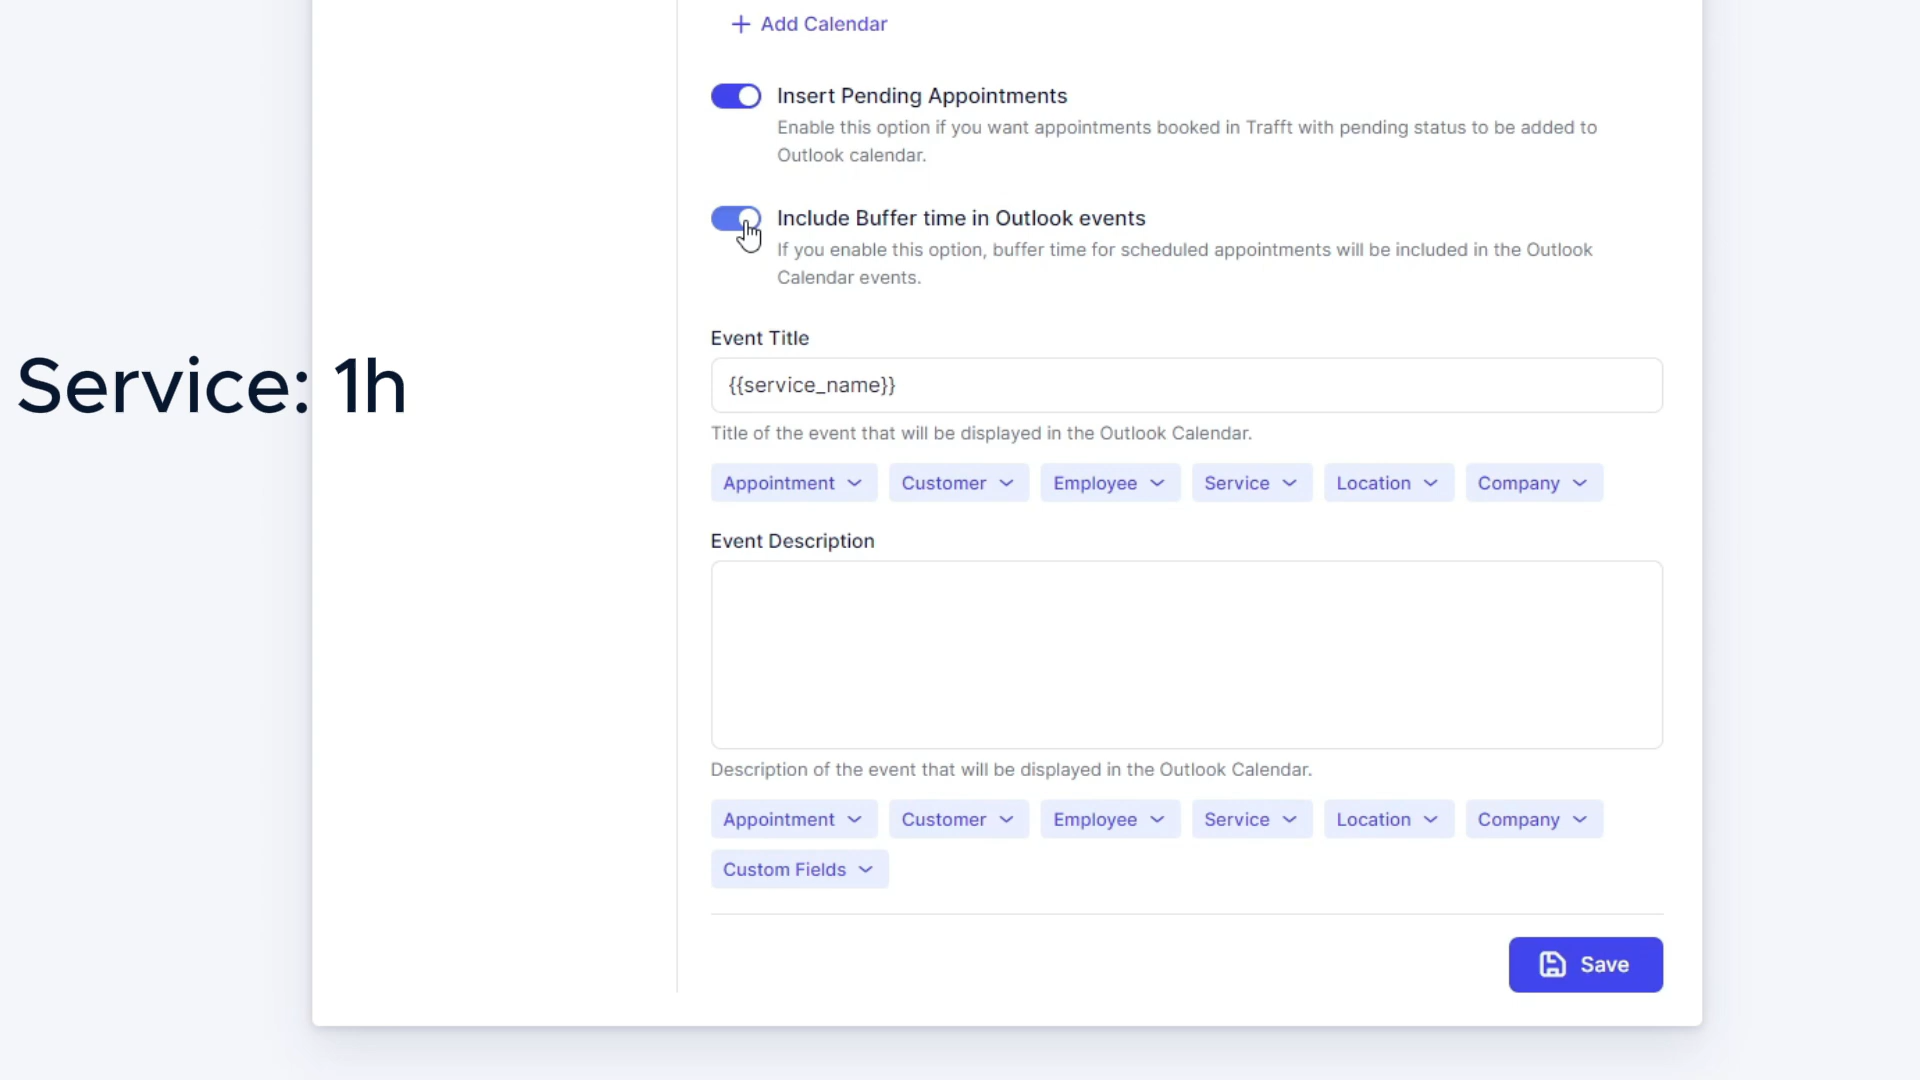 Add Calendar
Insert Pending Appointments
Enable this option if you want appointments booked in Trafft with pending status to be added to
Outlook calendar.
Include Buffer time in Outlook events
If you enable this option, buffer time for scheduled appointments will be included in the Outlook
Calendar events.
Event Title
Service: 1h
{{service_name}}
Title of the event that will be displayed in the Outlook Calendar.
Appointment Customer Employee Service Location Company
Event Description
Description of the event that will be displayed in the Outlook Calendar.
Appointment Customer Employee Service Location Company
Custom Fields
Save